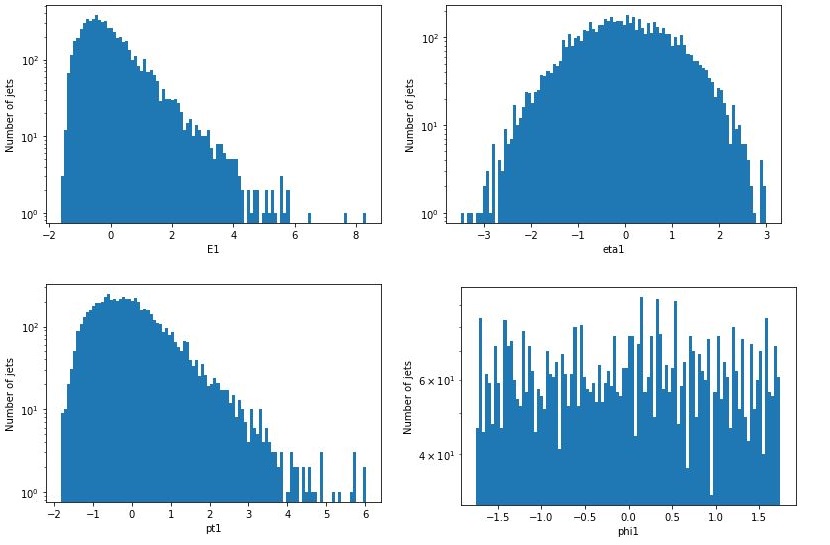 Number of jets
10²
10¹
10⁰
−2 0 2 4 6 8
E1
Number of jets
10²
10¹
10⁰
−3 −2 −1 0 1 2 3
eta1
Number of jets
10²
10¹
10⁰
−2 −1 0 1 2 3 4 5 6
pt1
Number of jets
6 × 10¹
4 × 10¹
−1.5 −1.0 −0.5 0.0 0.5 1.0 1.5
phi1